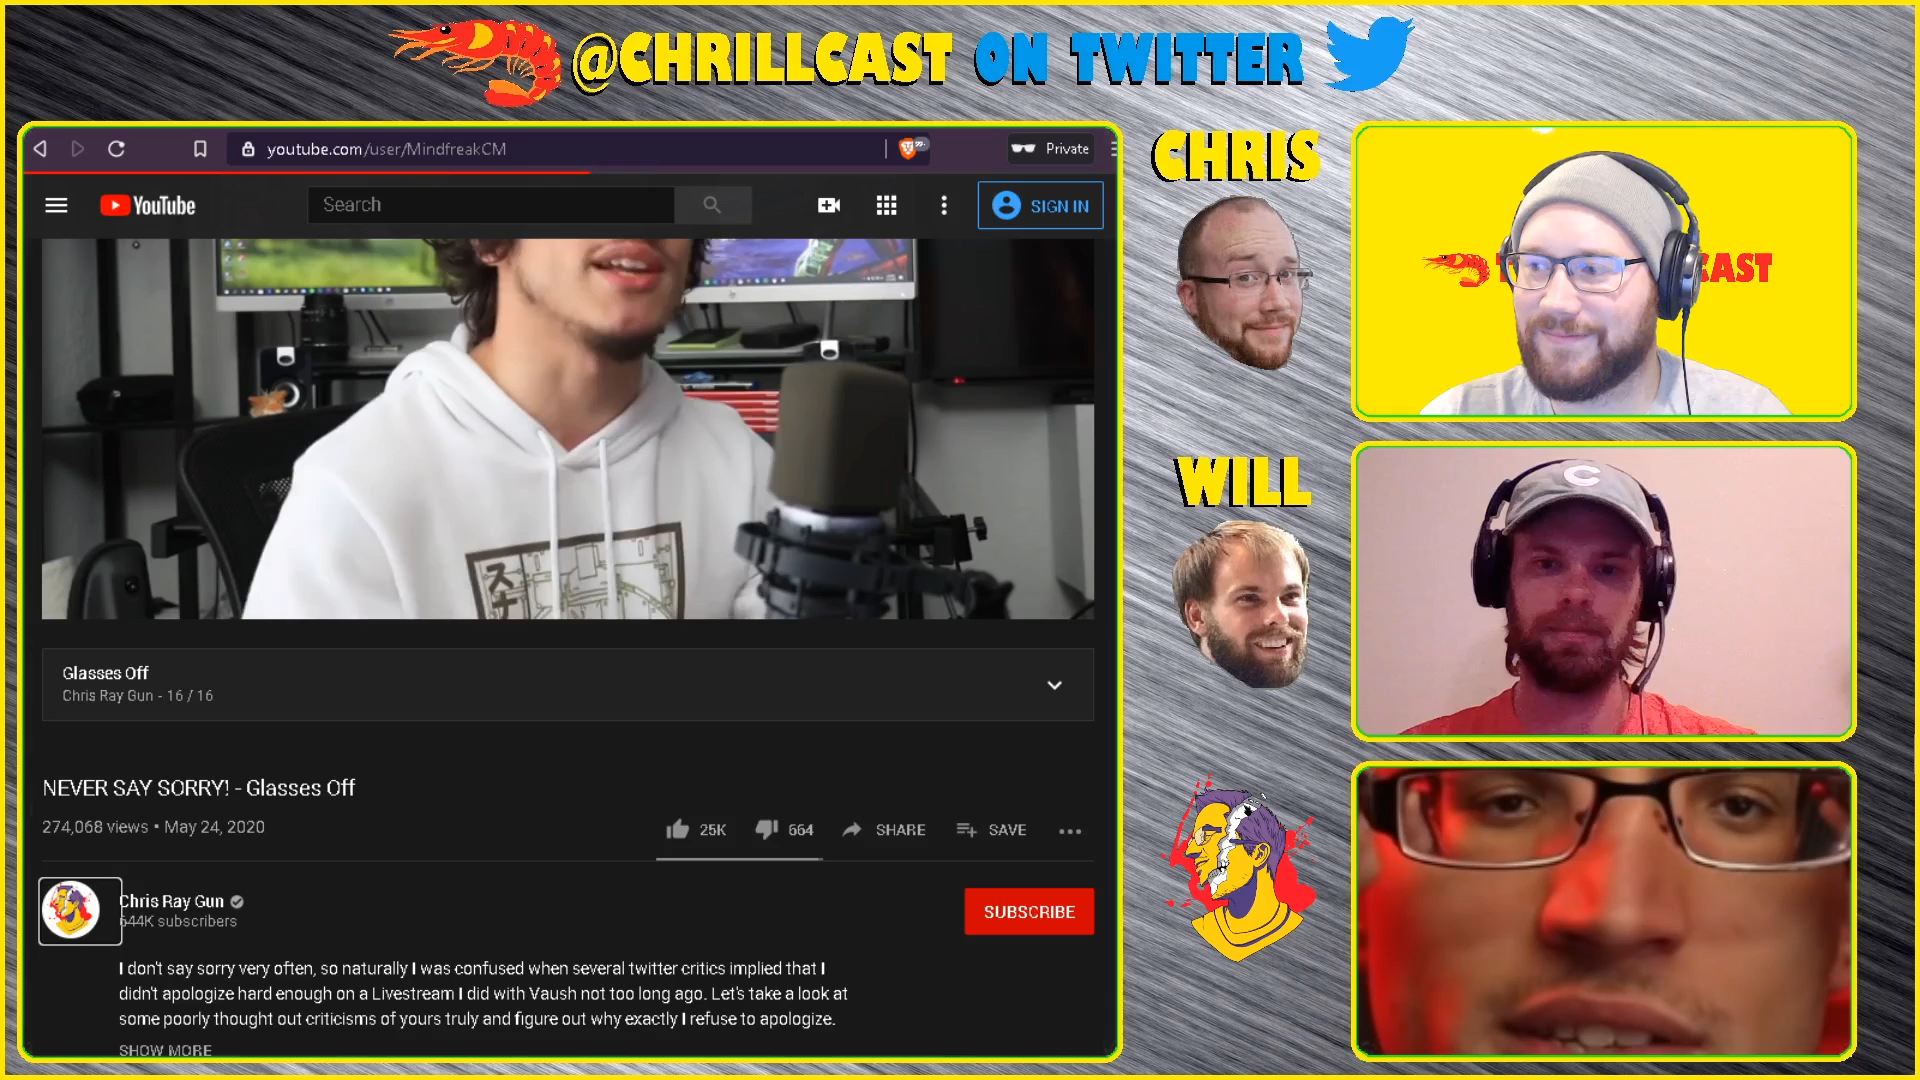 @CHRILLCAST ON TWITTER
youtube.com/user/MindfreakCM
Private
YouTube
Search
SIGN IN
Glasses Off
Chris Ray Gun - 16 / 16
NEVER SAY SORRY! - Glasses Off
274,068 views • May 24, 2020
25K
664
SHARE
SAVE
Chris Ray Gun
644K subscribers
SUBSCRIBE
I don't say sorry very often, so naturally I was confused when several twitter critics implied that I
didn't apologize hard enough on a Livestream I did with Vaush not too long ago. Let's take a look at
some poorly thought out criticisms of yours truly and figure out why exactly I refuse to apologize.
SHOW MORE
CHRIS
CAST
WILL
C